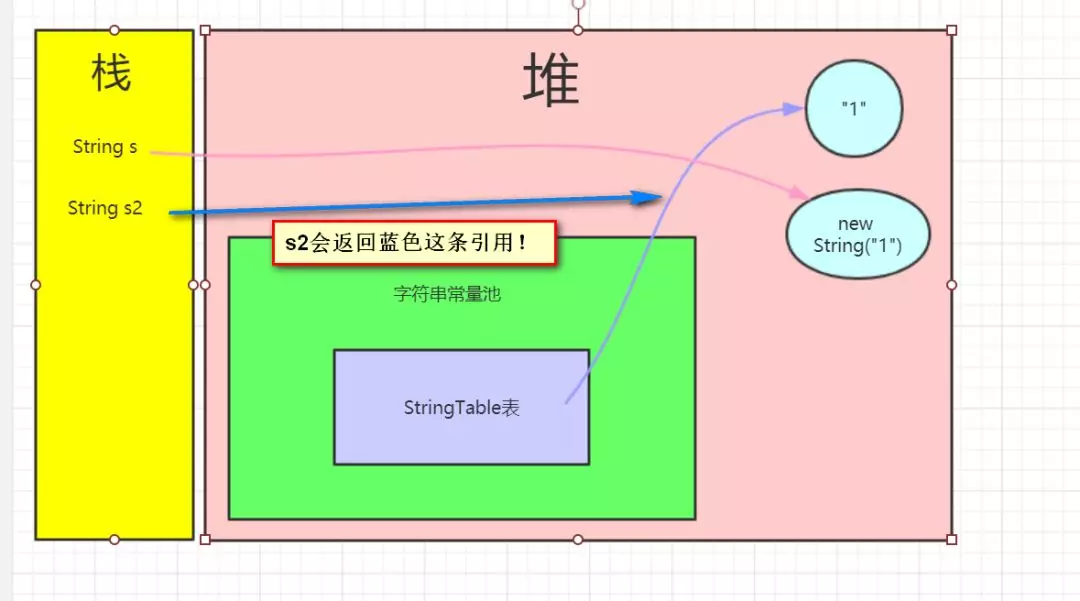 栈
堆
String s
String s2
"1"
new
String("1")
s2会返回蓝色这条引用！
字符串常量池
StringTable表